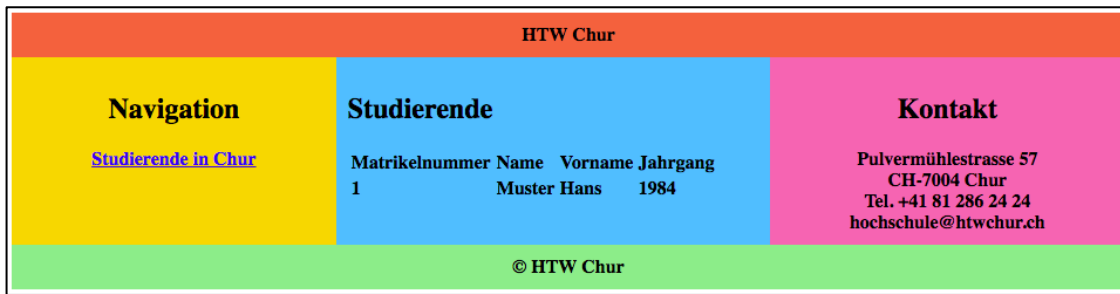 HTW Chur
Navigation
Studierende in Chur
Studierende
Matrikelnummer Name Vorname Jahrgang
1 Muster Hans 1984
Kontakt
Pulvermühlestrasse 57
CH-7004 Chur
Tel. +41 81 286 24 24
hochschule@htwchur.ch
© HTW Chur